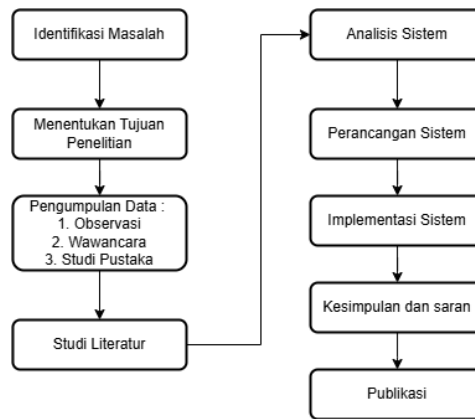 Identifikasi Masalah
Menentukan Tujuan
Penelitian
Pengumpulan Data :
1. Observasi
2. Wawancara
3. Studi Pustaka
Studi Literatur
Analisis Sistem
Perancangan Sistem
Implementasi Sistem
Kesimpulan dan saran
Publikasi